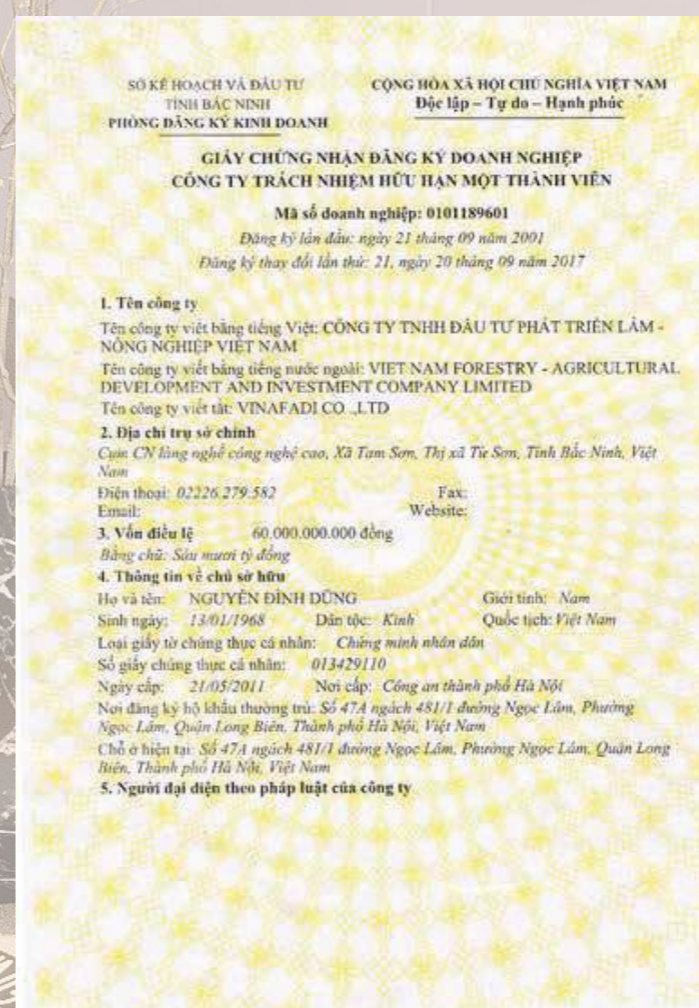 SỞ KẾ HOẠCH VÀ ĐẦU TƯ
TỈNH BẮC NINH
PHÒNG ĐĂNG KÝ KINH DOANH
CỘNG HÒA XÃ HỘI CHỦ NGHĨA VIỆT NAM
Độc lập – Tự do – Hạnh phúc
GIẤY CHỨNG NHẬN ĐĂNG KÝ DOANH NGHIỆP
CÔNG TY TRÁCH NHIỆM HỮU HẠN MỘT THÀNH VIÊN
Mã số doanh nghiệp: 0101189601
Đăng ký lần đầu: ngày 21 tháng 09 năm 2001
Đăng ký thay đổi lần thứ: 21, ngày 20 tháng 09 năm 2017
1. Tên công ty
Tên công ty viết bằng tiếng Việt: CÔNG TY TNHH ĐẦU TƯ PHÁT TRIỂN LÂM -
NÔNG NGHIỆP VIỆT NAM
Tên công ty viết bằng tiếng nước ngoài: VIET NAM FORESTRY - AGRICULTURAL
DEVELOPMENT AND INVESTMENT COMPANY LIMITED
Tên công ty viết tắt: VINAFADI CO .,LTD
2. Địa chỉ trụ sở chính
Cụm CN làng nghề công nghệ cao, Xã Tam Sơn, Thị xã Từ Sơn, Tỉnh Bắc Ninh, Việt
Nam
Điện thoại: 02226.279.582 Fax:
Email: Website:
3. Vốn điều lệ 60.000.000.000 đồng
Bằng chữ: Sáu mươi tỷ đồng
4. Thông tin về chủ sở hữu
Họ và tên: NGUYỄN ĐÌNH DŨNG Giới tính: Nam
Sinh ngày: 13/01/1968 Dân tộc: Kinh Quốc tịch: Việt Nam
Loại giấy tờ chứng thực cá nhân: Chứng minh nhân dân
Số giấy chứng thực cá nhân: 013429110
Ngày cấp: 21/05/2011 Nơi cấp: Công an thành phố Hà Nội
Nơi đăng ký hộ khẩu thường trú: Số 47A ngách 481/1 đường Ngọc Lâm, Phường
Ngọc Lâm, Quận Long Biên, Thành phố Hà Nội, Việt Nam
Chỗ ở hiện tại: Số 47A ngách 481/1 đường Ngọc Lâm, Phường Ngọc Lâm, Quận Long
Biên, Thành phố Hà Nội, Việt Nam
5. Người đại diện theo pháp luật của công ty